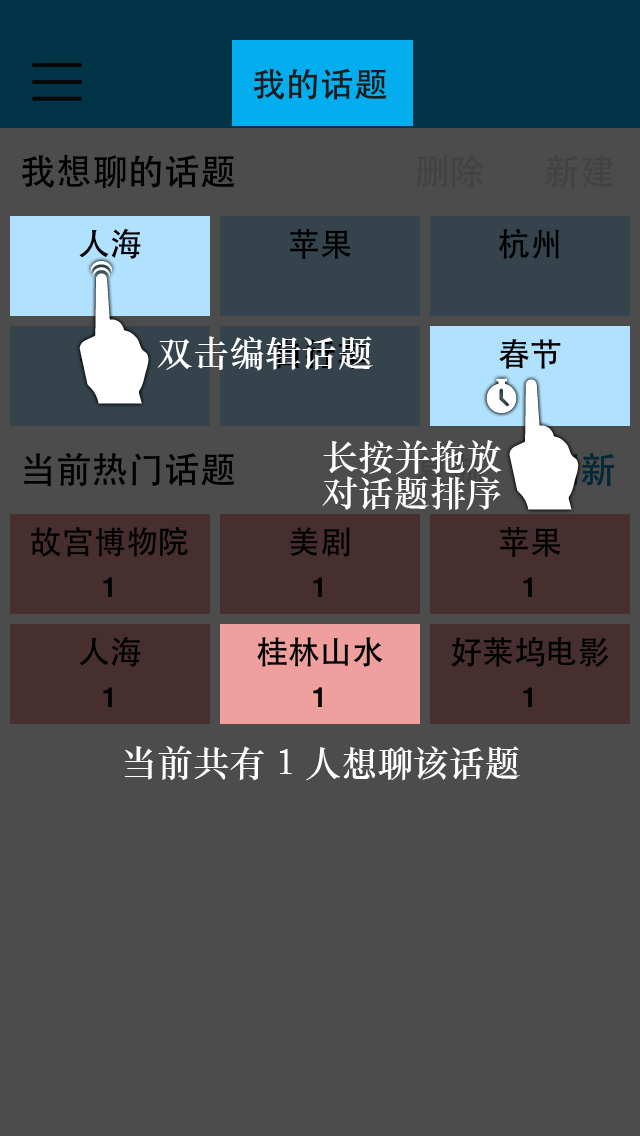 我的话题
我想聊的话题 删除 新建
人海 苹果 杭州
双击编辑话题
春节
长按并拖放
对话题排序
当前热门话题 新
故宫博物院 美剧 苹果
1 1 1
人海 桂林山水 好莱坞电影
1 1 1
当前共有 1 人想聊该话题